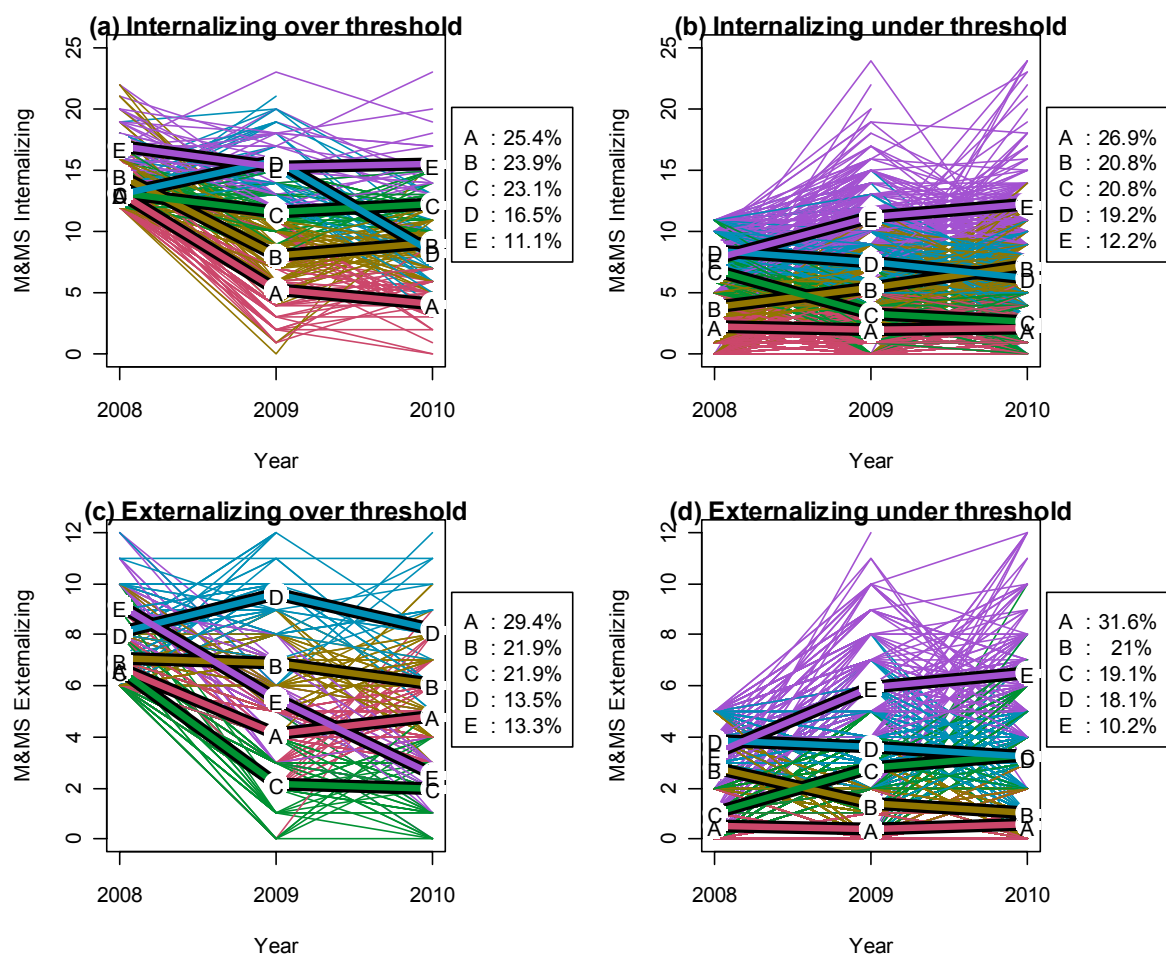 (a) Internalizing over threshold
M&MS Internalizing
0 5 10 15 20 25
2008 2009 2010
Year
E
B
D
E
C
B
A
E
C
B
D
A
A : 25.4%
B : 23.9%
C : 23.1%
D : 16.5%
E : 11.1%
(b) Internalizing under threshold
M&MS Internalizing
0 5 10 15 20 25
2008 2009 2010
Year
D
C
B
A
E
D
B
C
A
E
B
D
C
A
A : 26.9%
B : 20.8%
C : 20.8%
D : 19.2%
E : 12.2%
(c) Externalizing over threshold
M&MS Externalizing
0 2 4 6 8 10 12
2008 2009 2010
Year
E
D
B
D
B
E
A
C
D
B
A
E
C
A : 29.4%
B : 21.9%
C : 21.9%
D : 13.5%
E : 13.3%
(d) Externalizing under threshold
M&MS Externalizing
0 2 4 6 8 10 12
2008 2009 2010
Year
D
E
B
C
A
E
D
C
B
A
E
B
A
A : 31.6%
B : 21%
C : 19.1%
D : 18.1%
E : 10.2%